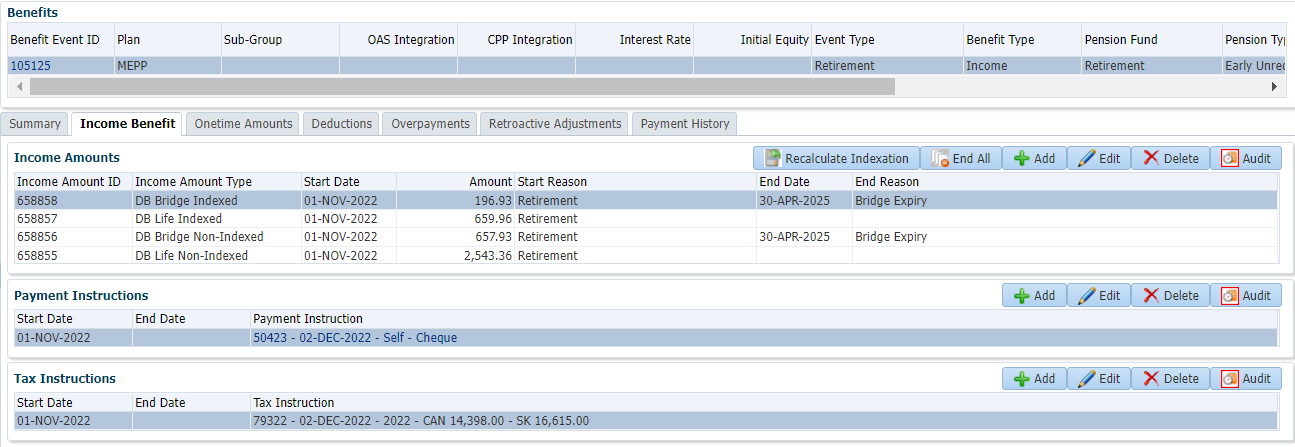 Benefits
Benefit Event ID Plan Sub-Group OAS Integration CPP Integration Interest Rate Initial Equity Event Type Benefit Type Pension Fund Pension Typ
105125 MEPP Retirement Income Retirement Early Unred
Summary Income Benefit Onetime Amounts Deductions Overpayments Retroactive Adjustments Payment History
Income Amounts Recalculate Indexation End All Add Edit Delete Audit
Income Amount ID Income Amount Type Start Date Amount Start Reason End Date End Reason
658858 DB Bridge Indexed 01-NOV-2022 196.93 Retirement 30-APR-2025 Bridge Expiry
658857 DB Life Indexed 01-NOV-2022 659.96 Retirement
658856 DB Bridge Non-Indexed 01-NOV-2022 657.93 Retirement 30-APR-2025 Bridge Expiry
658855 DB Life Non-Indexed 01-NOV-2022 2,543.36 Retirement
Payment Instructions Add Edit Delete Audit
Start Date End Date Payment Instruction
01-NOV-2022 50423 - 02-DEC-2022 - Self - Cheque
Tax Instructions Add Edit Delete Audit
Start Date End Date Tax Instruction
01-NOV-2022 79322 - 02-DEC-2022 - 2022 - CAN 14,398.00 - SK 16,615.00